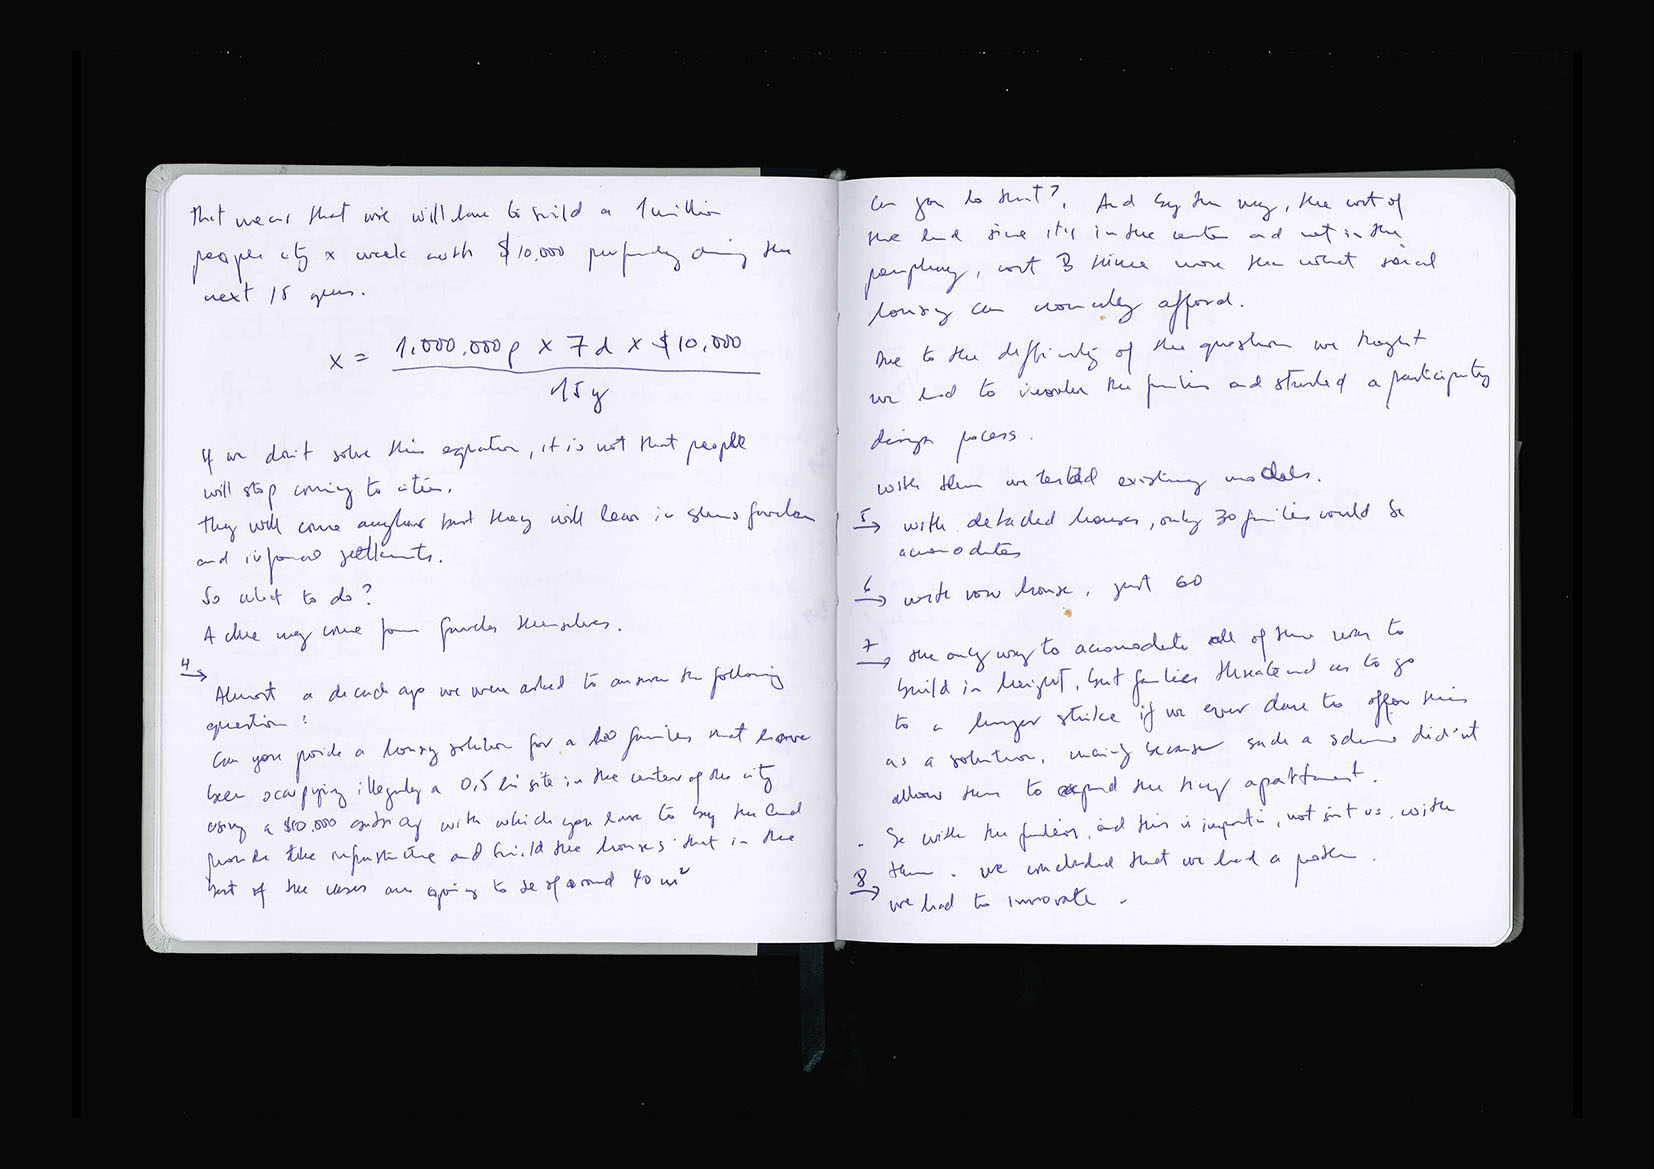 That means that we will have to build a 1 million
people city x week with $10,000 per family during the
next 15 years.
x = 1,000,000p x 7d x $10,000
15y
If we don't solve this equation, it is not that people
will stop coming to cities.
They will come anyhow but they will leave in slums favelas
and informal settlements.
So what to do?
A clue may come from favelas themselves.
4 →
Almost a decade ago we were asked to answer the following
question:
Can you provide a housing solution for a 100 families that have
been occupying illegally a 0,5 site in the center of the city
using a $10.000 subsidy with which you have to buy the land
provide the infrastructure and build the houses that in the
best of the cases are going to be of around 40 m²
Can you do that? And by the way, the cost of
the land since it's in the center and not in the
periphery, cost 3 times more than what social
housing can normally afford.
Due to the difficulty of the question we thought
we had to involve the families and started a participatory
design process.
With them we tested existing models.
5 → with detached houses, only 30 families could be
accomodates
6 → with row house, just 60
7 → the only way to accomodate all of them was to
build in height, but families threatened us to go
to a hunger strike if we ever dare to offer this
as a solution, mainly because such a scheme didn't
allow them to expand the tiny apartment.
. So with the families, and this is important, not just us, with
them. we concluded that we had a problem.
8 →
we had to innovate.